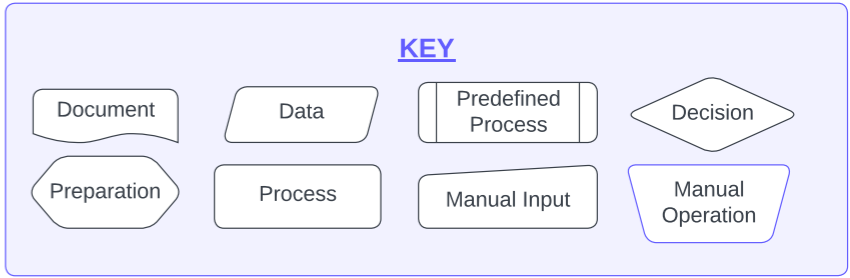 KEY
Document
Data
Predefined
Process
Decision
Preparation
Process
Manual Input
Manual
Operation